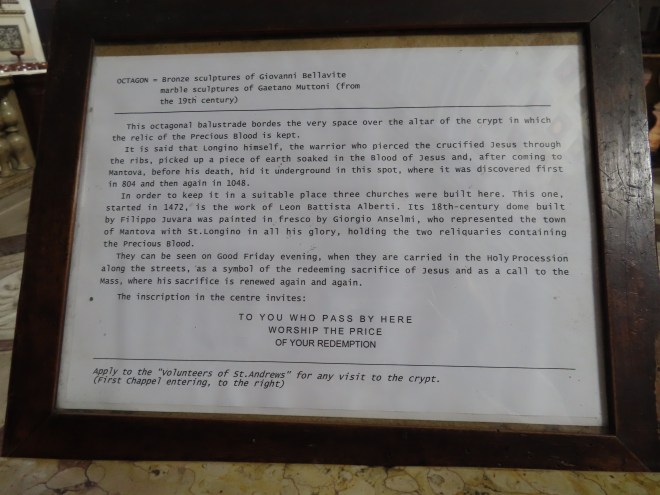 OCTAGON = Bronze sculptures of Giovanni Bellavite
marble sculptures of Gaetano Muttoni (from
the 19th century)
This octagonal balustrade bordes the very space over the altar of the crypt in which
the relic of the Precious Blood is kept.
It is said that Longino himself, the warrior who pierced the crucified Jesus through
the ribs, picked up a piece of earth soaked in the Blood of Jesus and, after coming to
Mantova, before his death, hid it underground in this spot, where it was discovered first
in 804 and then again in 1048.
In order to keep it in a suitable place three churches were built here. This one,
started in 1472, is the work of Leon Battista Alberti. Its 18th-century dome built
by Filippo Juvara was painted in fresco by Giorgio Anselmi, who represented the town
of Mantova with St.Longino in all his glory, holding the two reliquaries containing
the Precious Blood.
They can be seen on Good Friday evening, when they are carried in the Holy Procession
along the streets, as a symbol of the redeeming sacrifice of Jesus and as a call to the
Mass, where his sacrifice is renewed again and again.
The inscription in the centre invites:
TO YOU WHO PASS BY HERE
WORSHIP THE PRICE
OF YOUR REDEMPTION
Apply to the "Volunteers of St.Andrews" for any visit to the crypt.
(First Chappel entering, to the right)